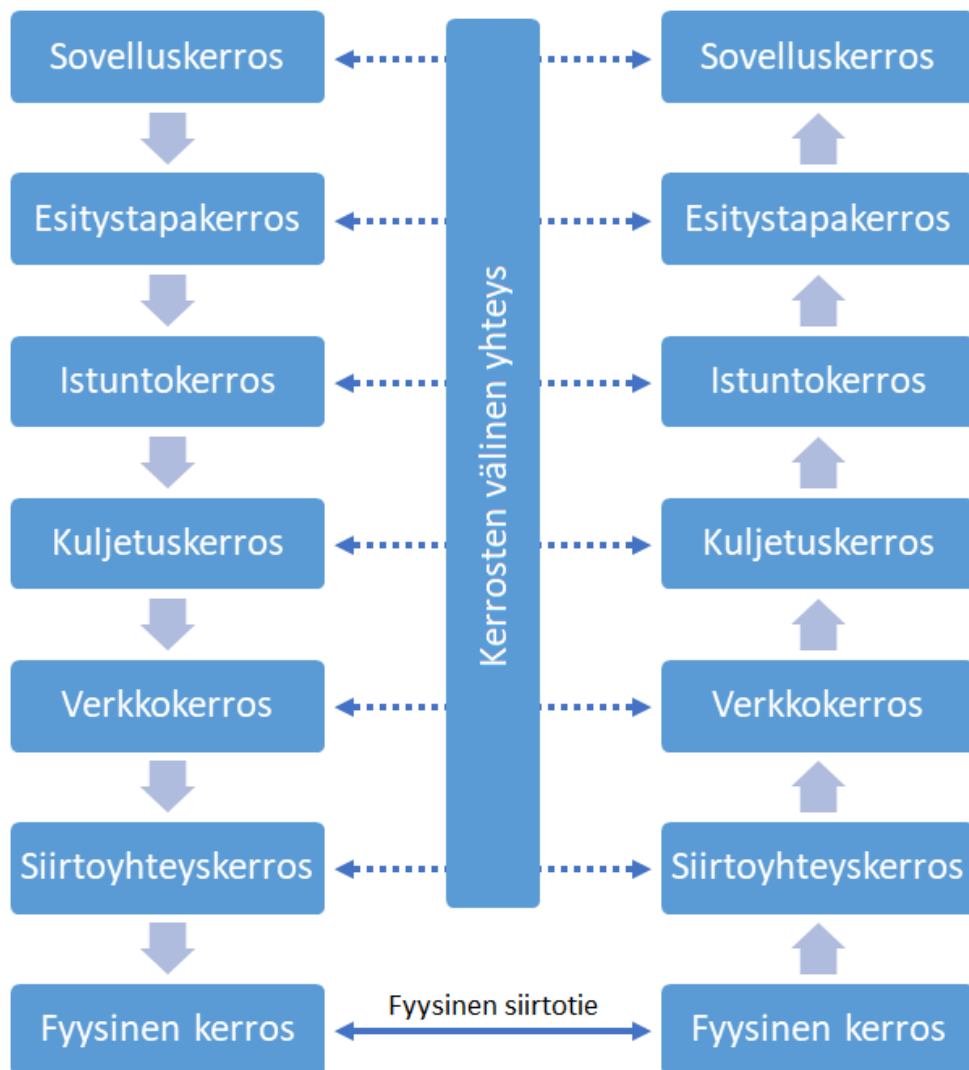 Sovelluskerros
Sovelluskerros
Esitystapakerros
Esitystapakerros
Istuntokerros
Istuntokerros
Kerrosten välinen yhteys
Kuljetuskerros
Kuljetuskerros
Verkkokerros
Verkkokerros
Siirtoyhteyskerros
Siirtoyhteyskerros
Fyysinen kerros
Fyysinen siirtotie
Fyysinen kerros